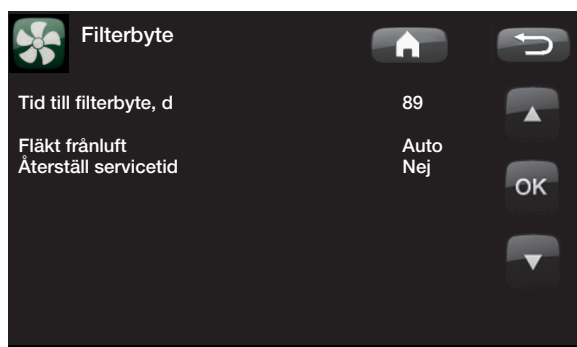 Filterbyte
Tid till filterbyte, d 89
Fläkt frånluft Auto
Återställ servicetid Nej
OK